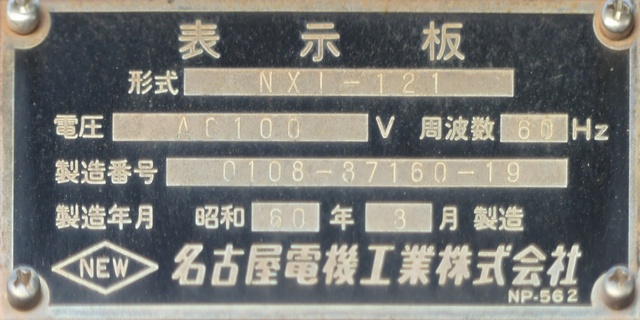 表示板
形式 NXI-121
電圧 AC100 V 周波数 60 Hz
製造番号 0108-37160-19
製造年月 昭和 60 年 3 月 製造
NEW 名古屋電機工業株式会社
NP-562